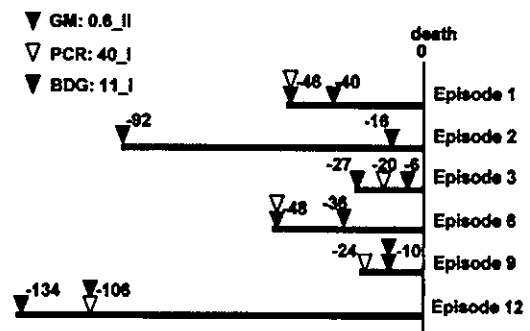 GM: 0.6_II
PCR: 40_I
BDG: 11_I
death
0
-46 -40 Episode 1
-92 -16 Episode 2
-27 -20 -6 Episode 3
-48 -36 Episode 6
-24 -10 Episode 9
-134 -106 Episode 12